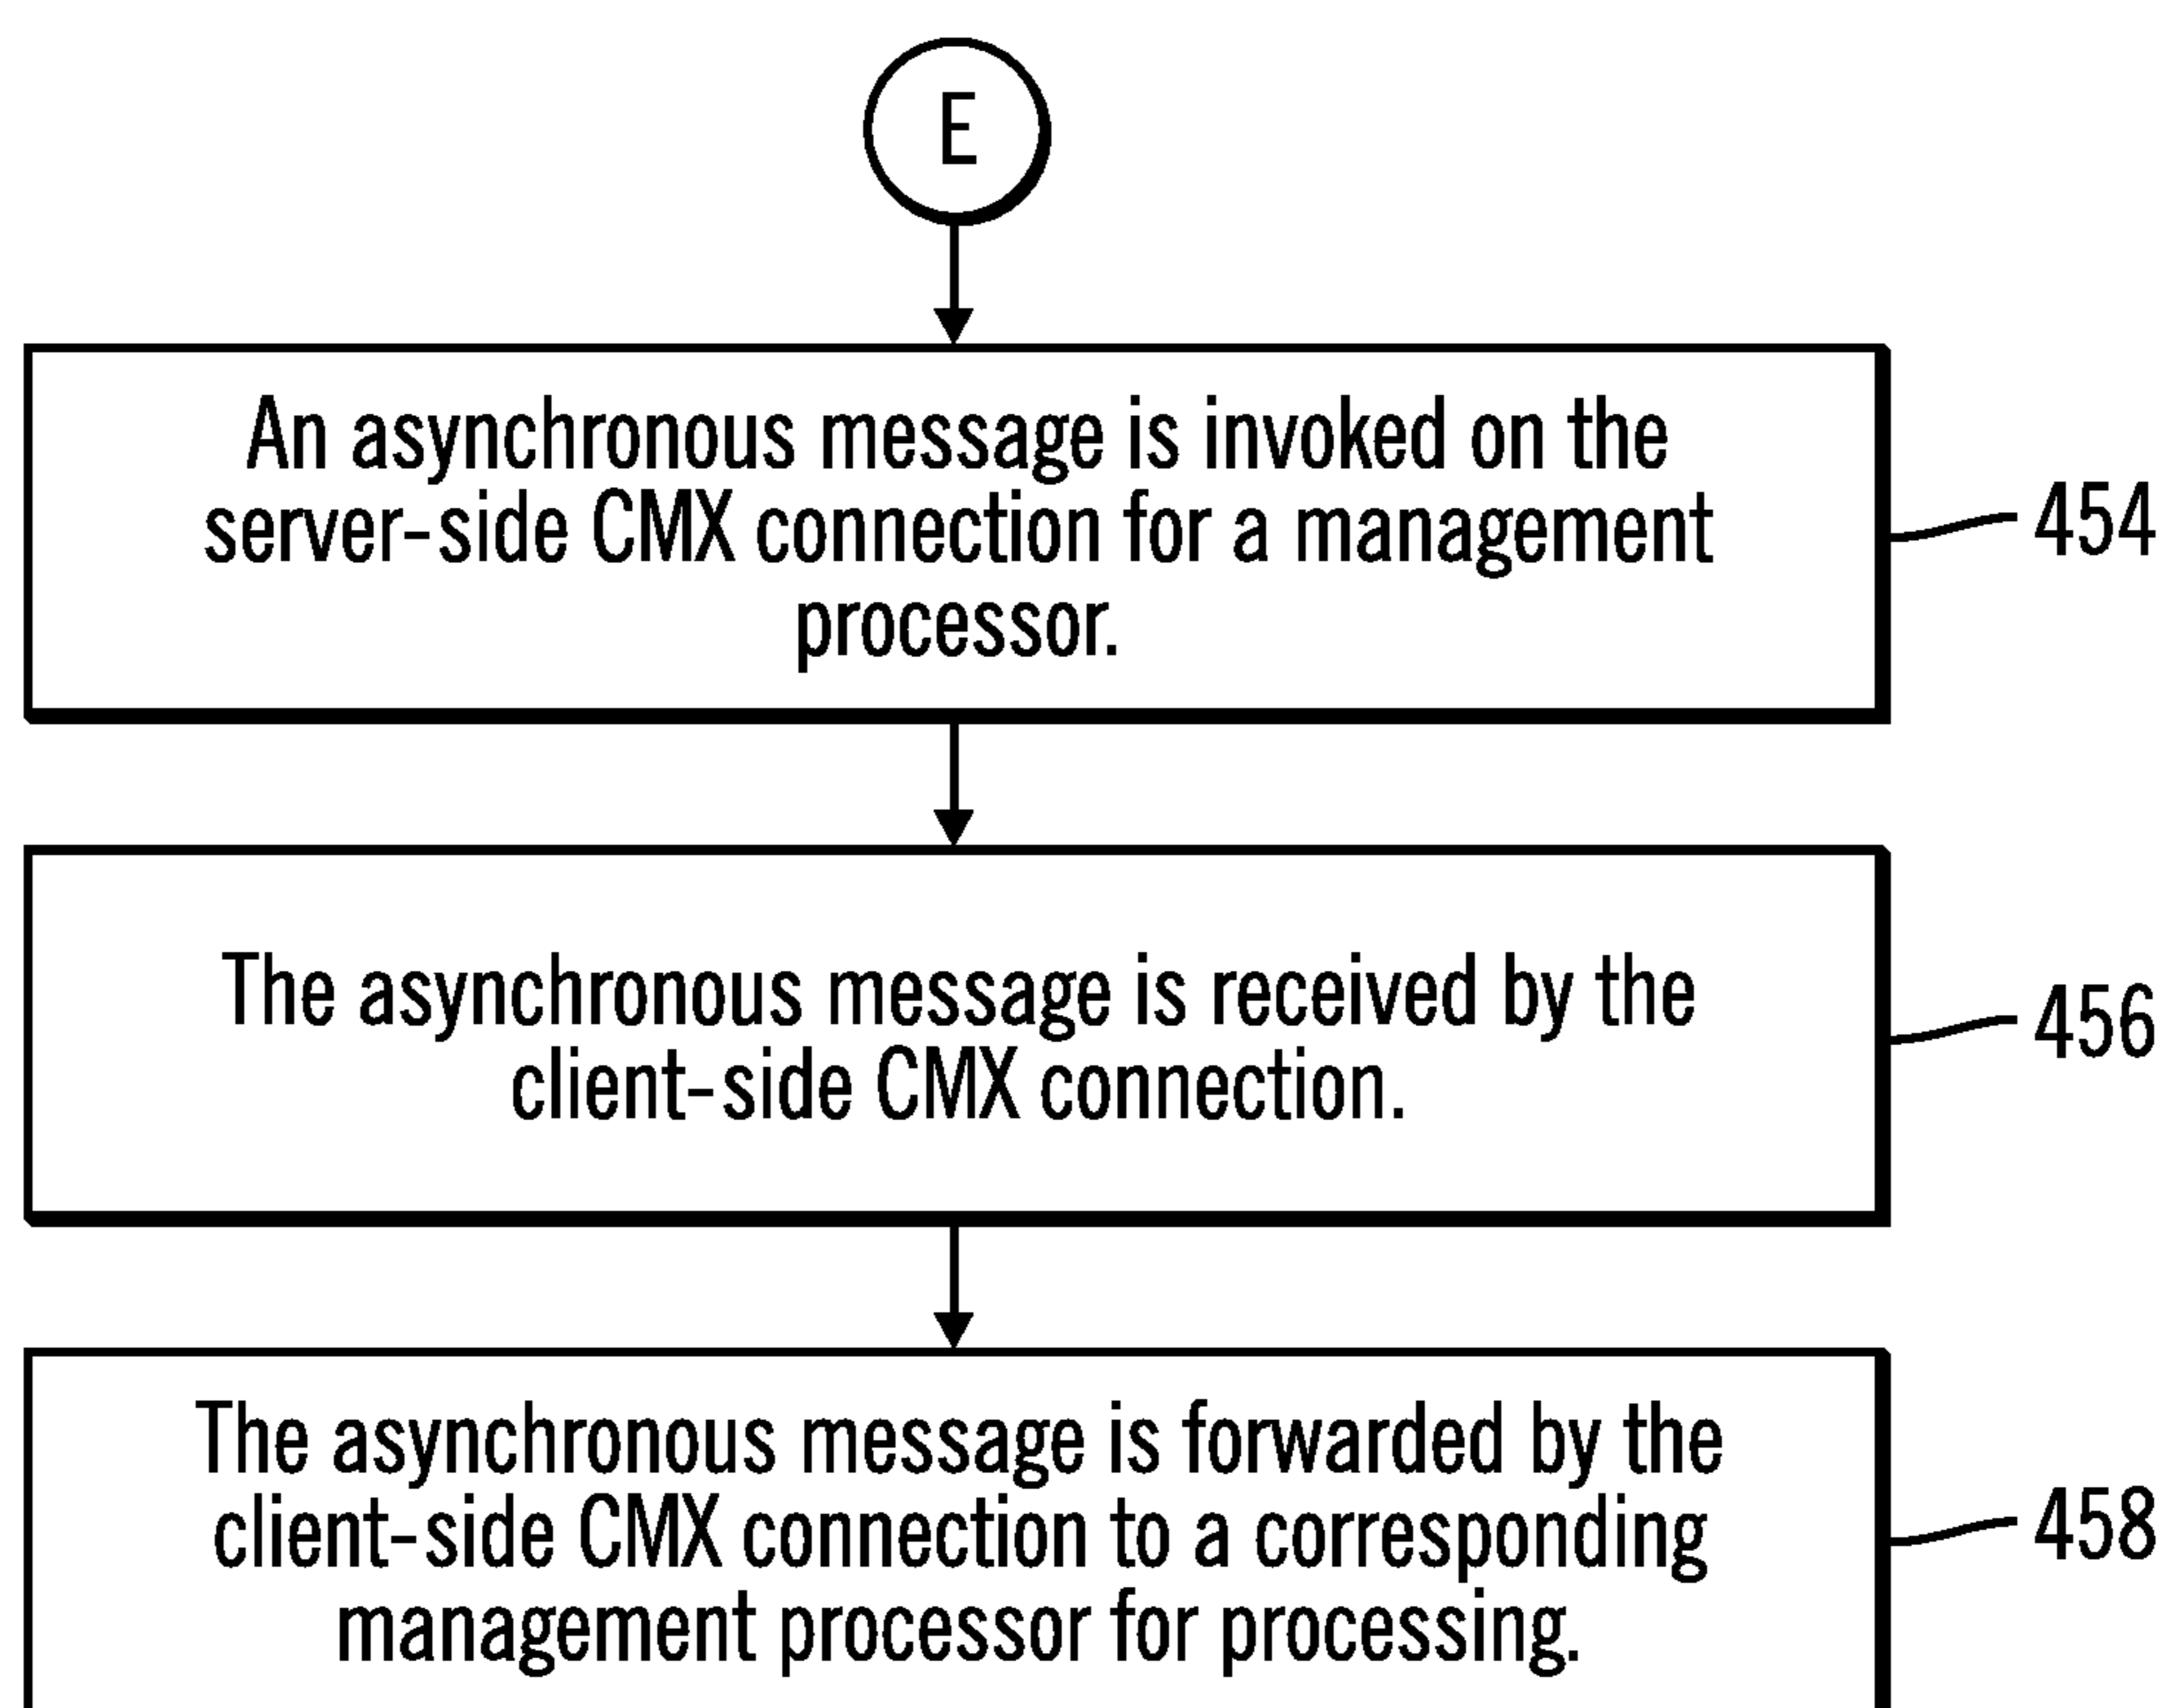 E
An asynchronous message is invoked on the
server-side CMX connection for a management
processor.
454
The asynchronous message is received by the
client-side CMX connection.
456
The asynchronous message is forwarded by the
client-side CMX connection to a corresponding
management processor for processing.
458